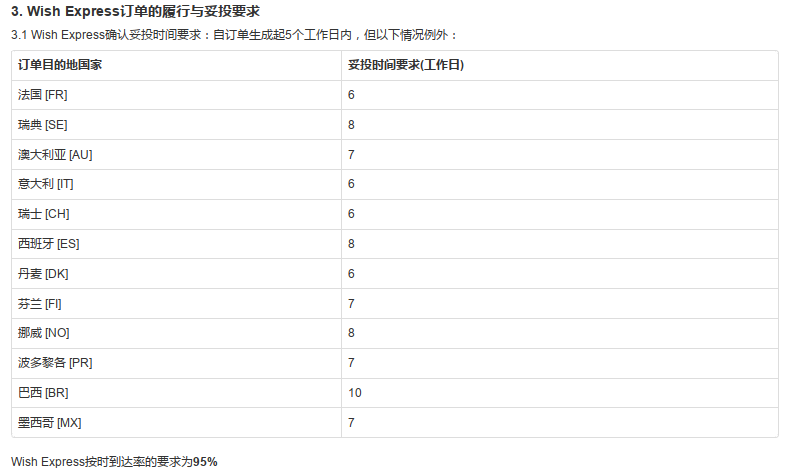 3. Wish Express订单的履行与妥投要求
3.1 Wish Express确认妥投时间要求：自订单生成起5个工作日内，但以下情况例外：
订单目的地国家 妥投时间要求(工作日)
法国 [FR] 6
瑞典 [SE] 8
澳大利亚 [AU] 7
意大利 [IT] 6
瑞士 [CH] 6
西班牙 [ES] 8
丹麦 [DK] 6
芬兰 [FI] 7
挪威 [NO] 8
波多黎各 [PR] 7
巴西 [BR] 10
墨西哥 [MX] 7
Wish Express按时到达率的要求为95%